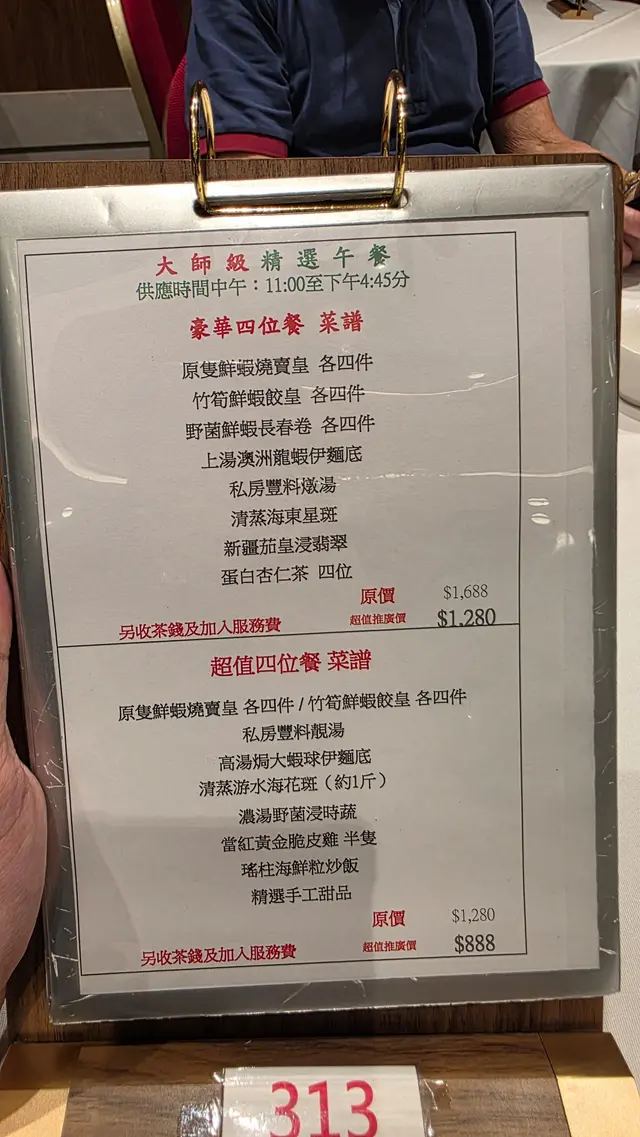 大師級精選午餐
供應時間中午：11:00至下午4:45分
豪華四位餐 菜譜
原隻鮮蝦燒賣皇 各四件
竹筍鮮蝦餃皇 各四件
野菌鮮蝦長春卷 各四件
上湯澳洲龍蝦伊麵底
私房豐料燉湯
清蒸海東星斑
新疆茄皇浸翡翠
蛋白杏仁茶 四位
原價 $1,688
另收茶錢及加入服務費 超值推廣價 $1,280
超值四位餐 菜譜
原隻鮮蝦燒賣皇 各四件 / 竹筍鮮蝦餃皇 各四件
私房豐料靚湯
高湯焗大蝦球伊麵底
清蒸游水海花斑（約1斤）
濃湯野菌浸時蔬
當紅黃金脆皮雞 半隻
瑤柱海鮮粒炒飯
精選手工甜品
原價 $1,280
另收茶錢及加入服務費 超值推廣價 $888
313